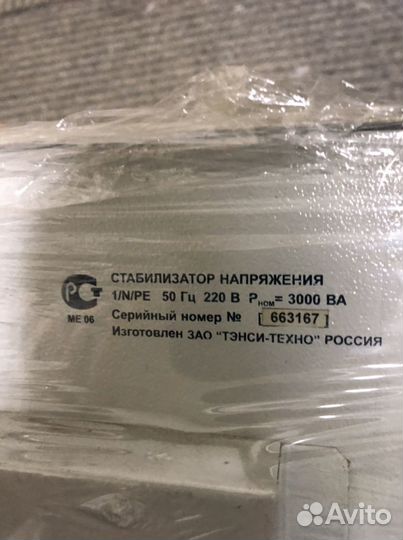 СТАБИЛИЗАТОР НАПРЯЖЕНИЯ
1/N/PE 50 Гц 220 В Pном= 3000 ВА
РСТ
МЕ 06
Серийный номер № [663167]
Изготовлен ЗАО "ТЭНСИ-ТЕХНО" РОССИЯ
Avito